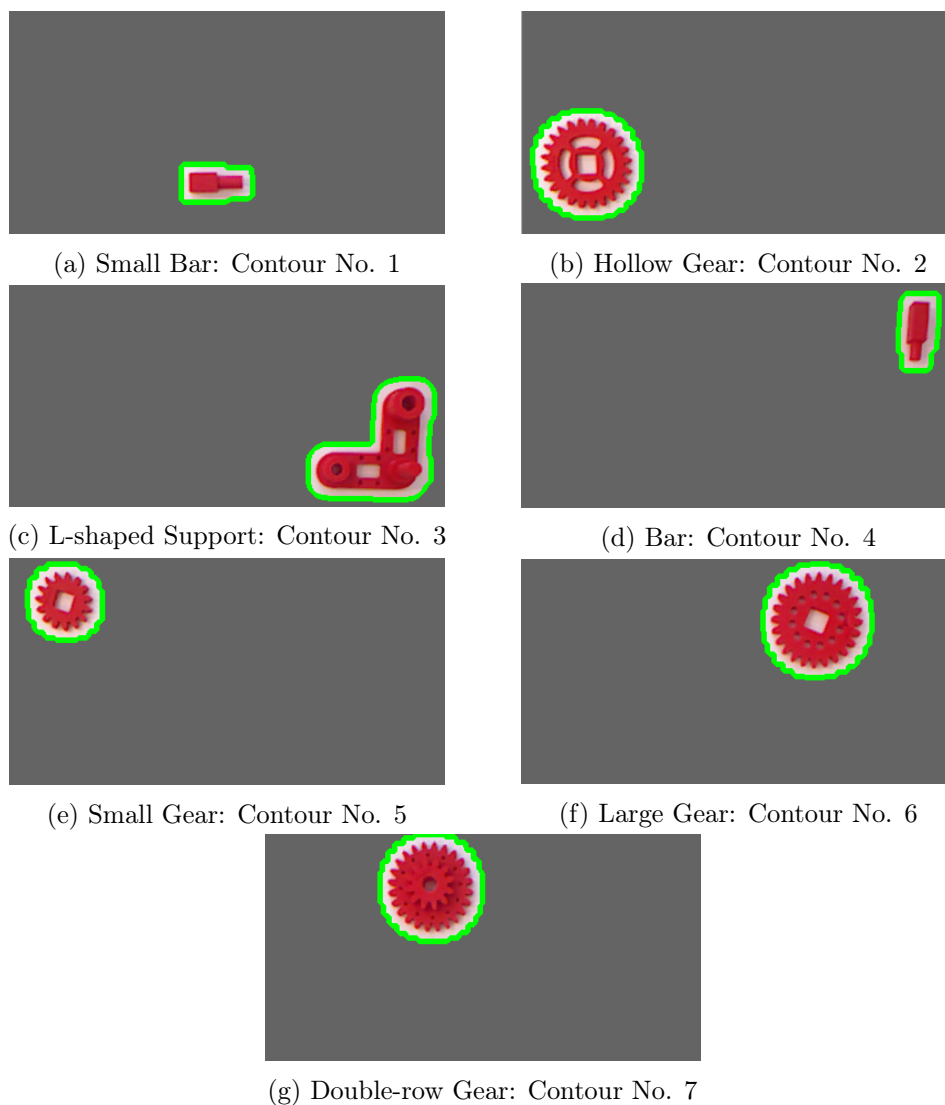 (a) Small Bar: Contour No. 1
(b) Hollow Gear: Contour No. 2
(c) L-shaped Support: Contour No. 3
(d) Bar: Contour No. 4
(e) Small Gear: Contour No. 5
(f) Large Gear: Contour No. 6
(g) Double-row Gear: Contour No. 7